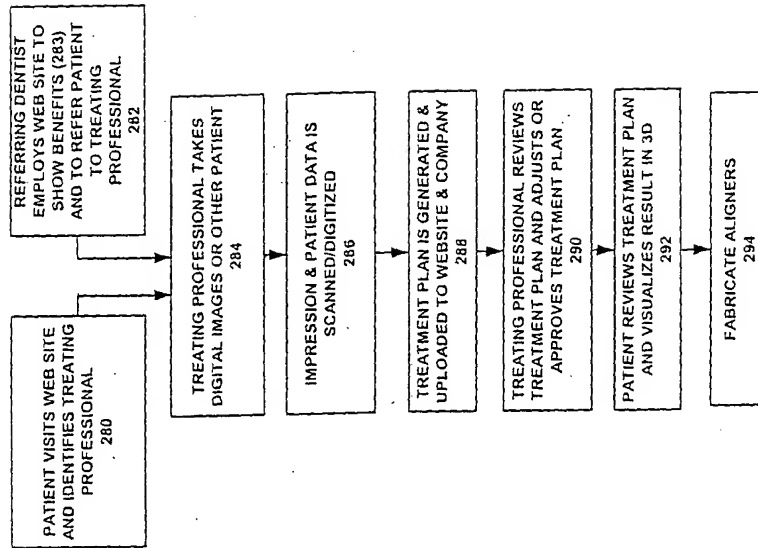 PATIENT VISITS WEB SITE
AND IDENTIFIES TREATING
PROFESSIONAL
280
REFERRING DENTIST
EMPLOYS WEB SITE TO
SHOW BENEFITS (283)
AND TO REFER PATIENT
TO TREATING
PROFESSIONAL
282
TREATING PROFESSIONAL TAKES
DIGITAL IMAGES OR OTHER PATIENT
284
IMPRESSION & PATIENT DATA IS
SCANNED/DIGITIZED
286
TREATMENT PLAN IS GENERATED &
UPLOADED TO WEBSITE & COMPANY
288
TREATING PROFESSIONAL REVIEWS
TREATMENT PLAN AND ADJUSTS OR
APPROVES TREATMENT PLAN
290
PATIENT REVIEWS TREATMENT PLAN
AND VISUALIZES RESULT IN 3D
292
FABRICATE ALIGNERS
294